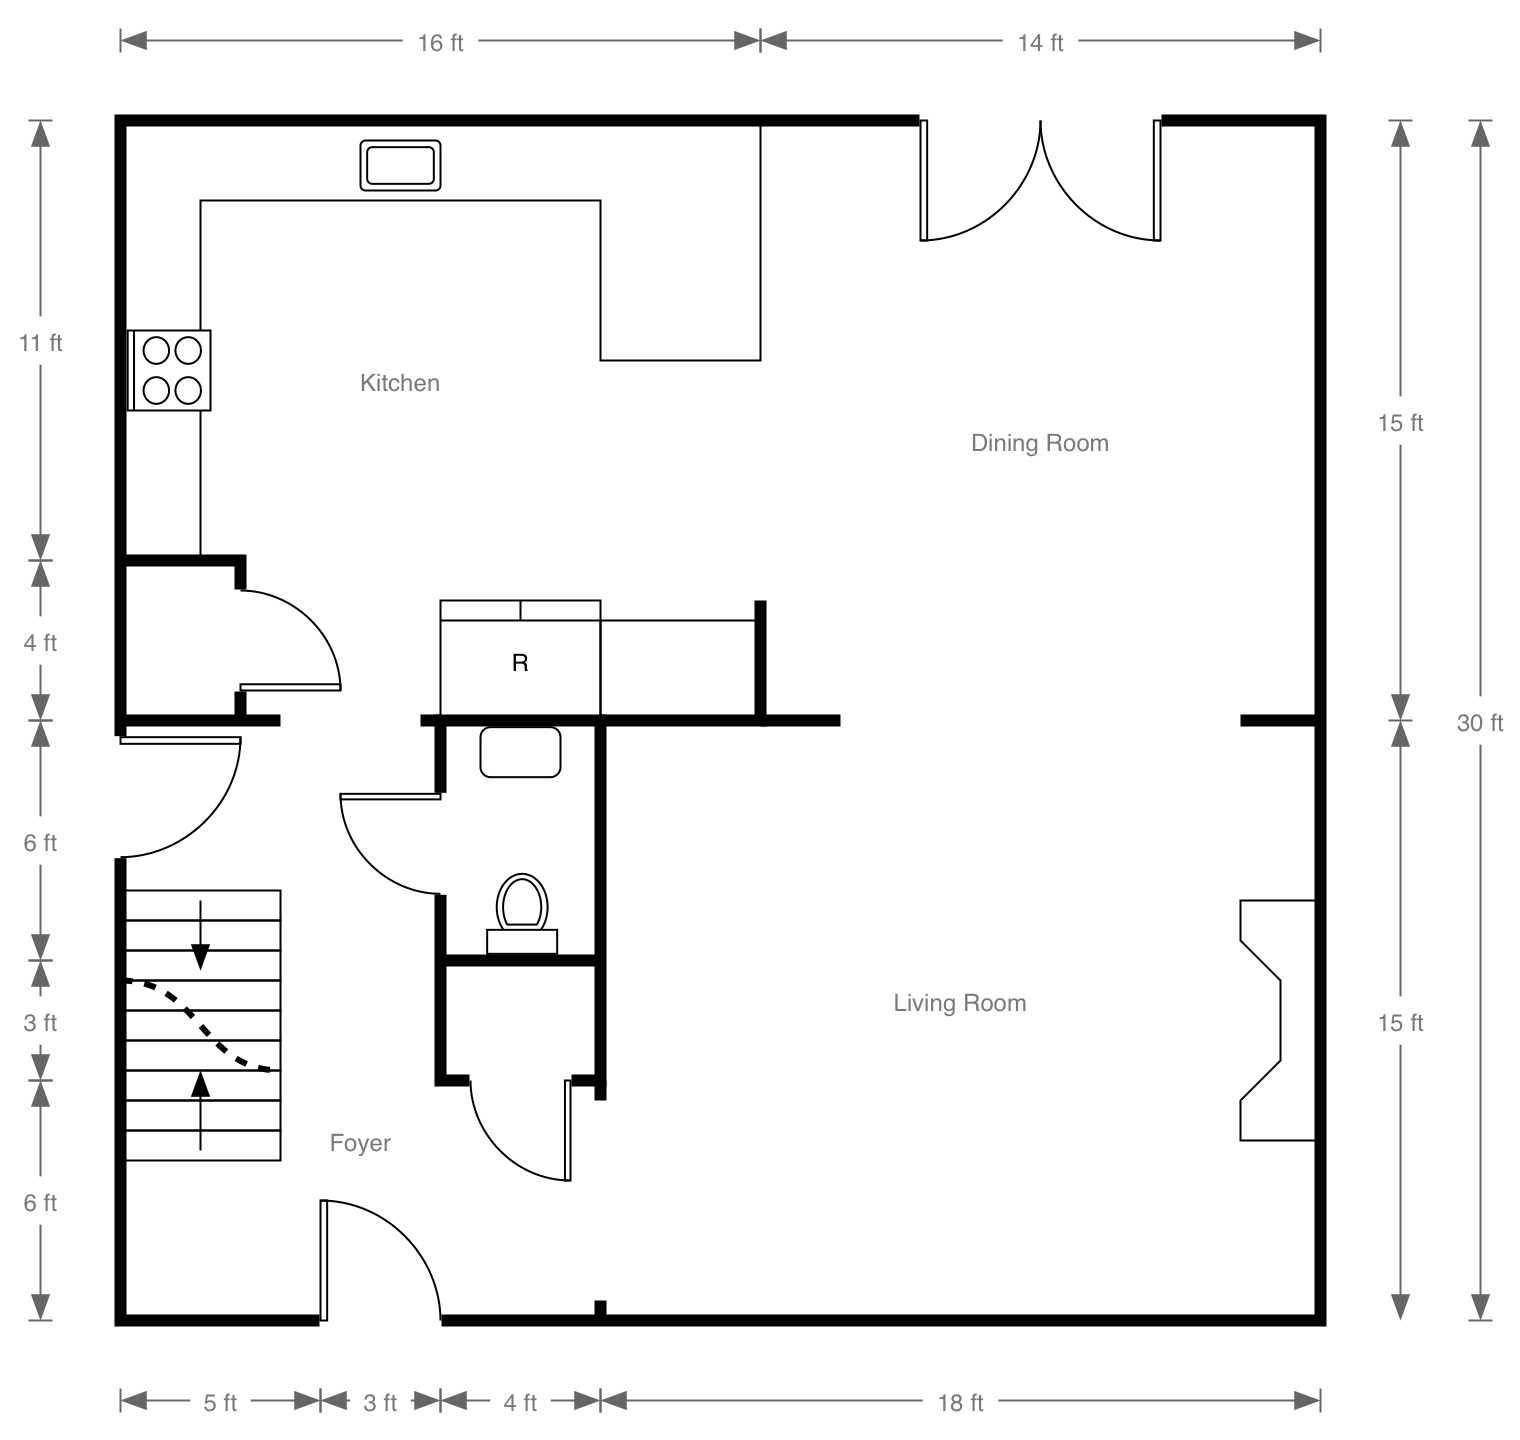 16 ft
14 ft
11 ft
Kitchen
15 ft
Dining Room
4 ft
R
30 ft
6 ft
3 ft
Living Room
15 ft
Foyer
6 ft
5 ft
3 ft
4 ft
18 ft